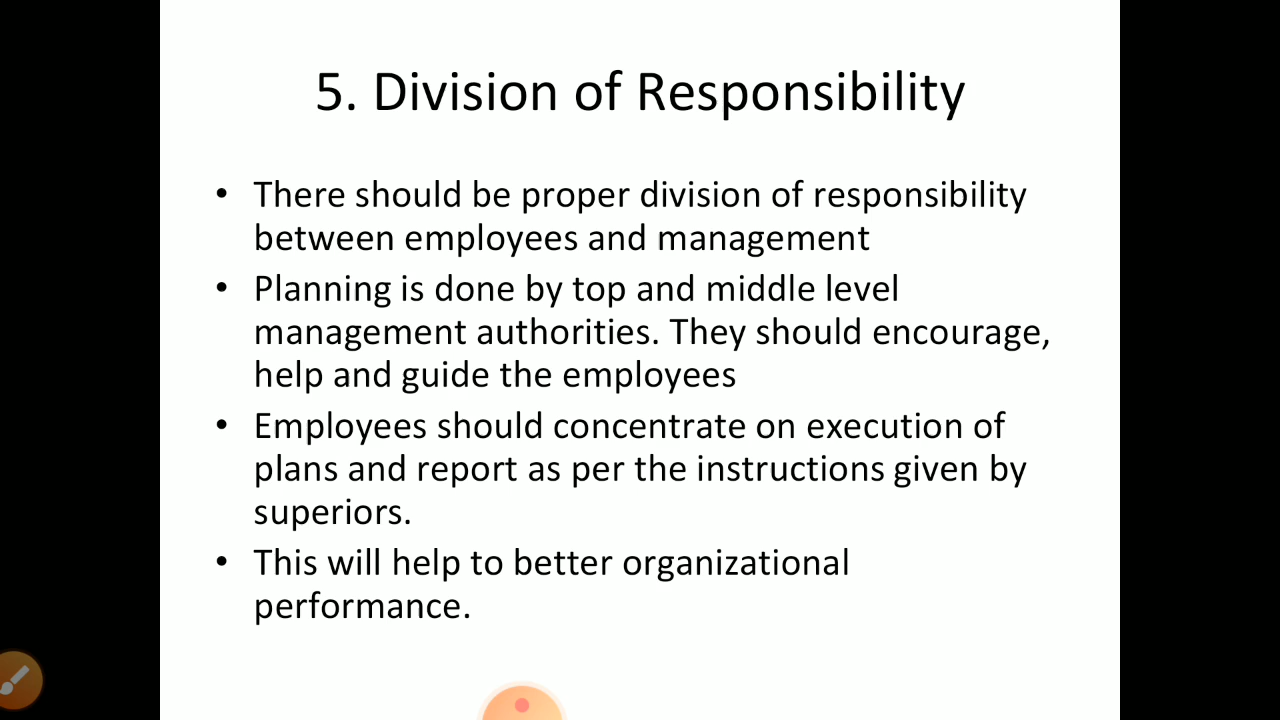 5. Division of Responsibility
• There should be proper division of responsibility
between employees and management
• Planning is done by top and middle level
management authorities. They should encourage,
help and guide the employees
• Employees should concentrate on execution of
plans and report as per the instructions given by
superiors.
• This will help to better organizational
performance.